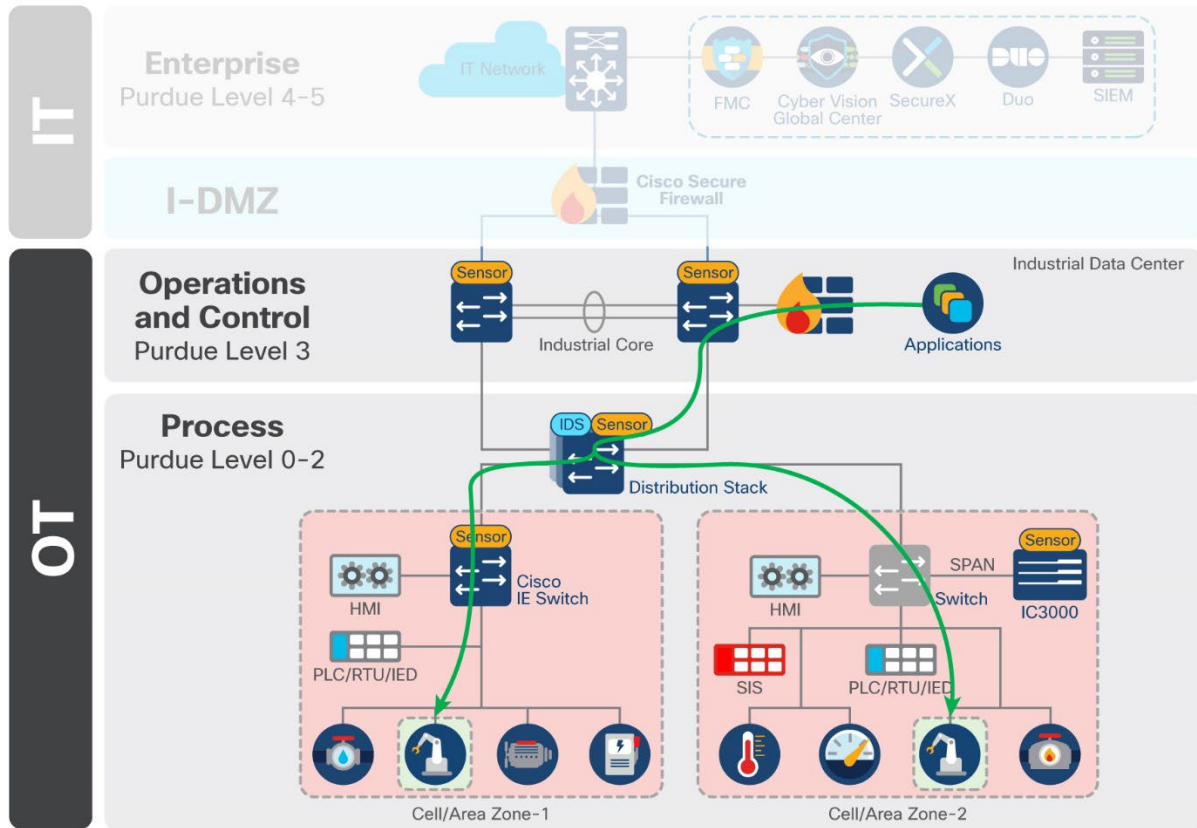 IT
Enterprise
Purdue Level 4-5
IT Network
FMC
Cyber Vision
Global Center
SecureX
DUO
Duo
SIEM
I-DMZ
Cisco Secure
Firewall
OT
Operations
and Control
Purdue Level 3
Sensor
Sensor
Industrial Data Center
Industrial Core
Applications
Process
Purdue Level 0-2
IDS
Sensor
Distribution Stack
Sensor
HMI
Cisco
IE Switch
PLC/RTU/IED
Cell/Area Zone-1
HMI
SPAN
Switch
Sensor
IC3000
SIS
PLC/RTU/IED
Cell/Area Zone-2